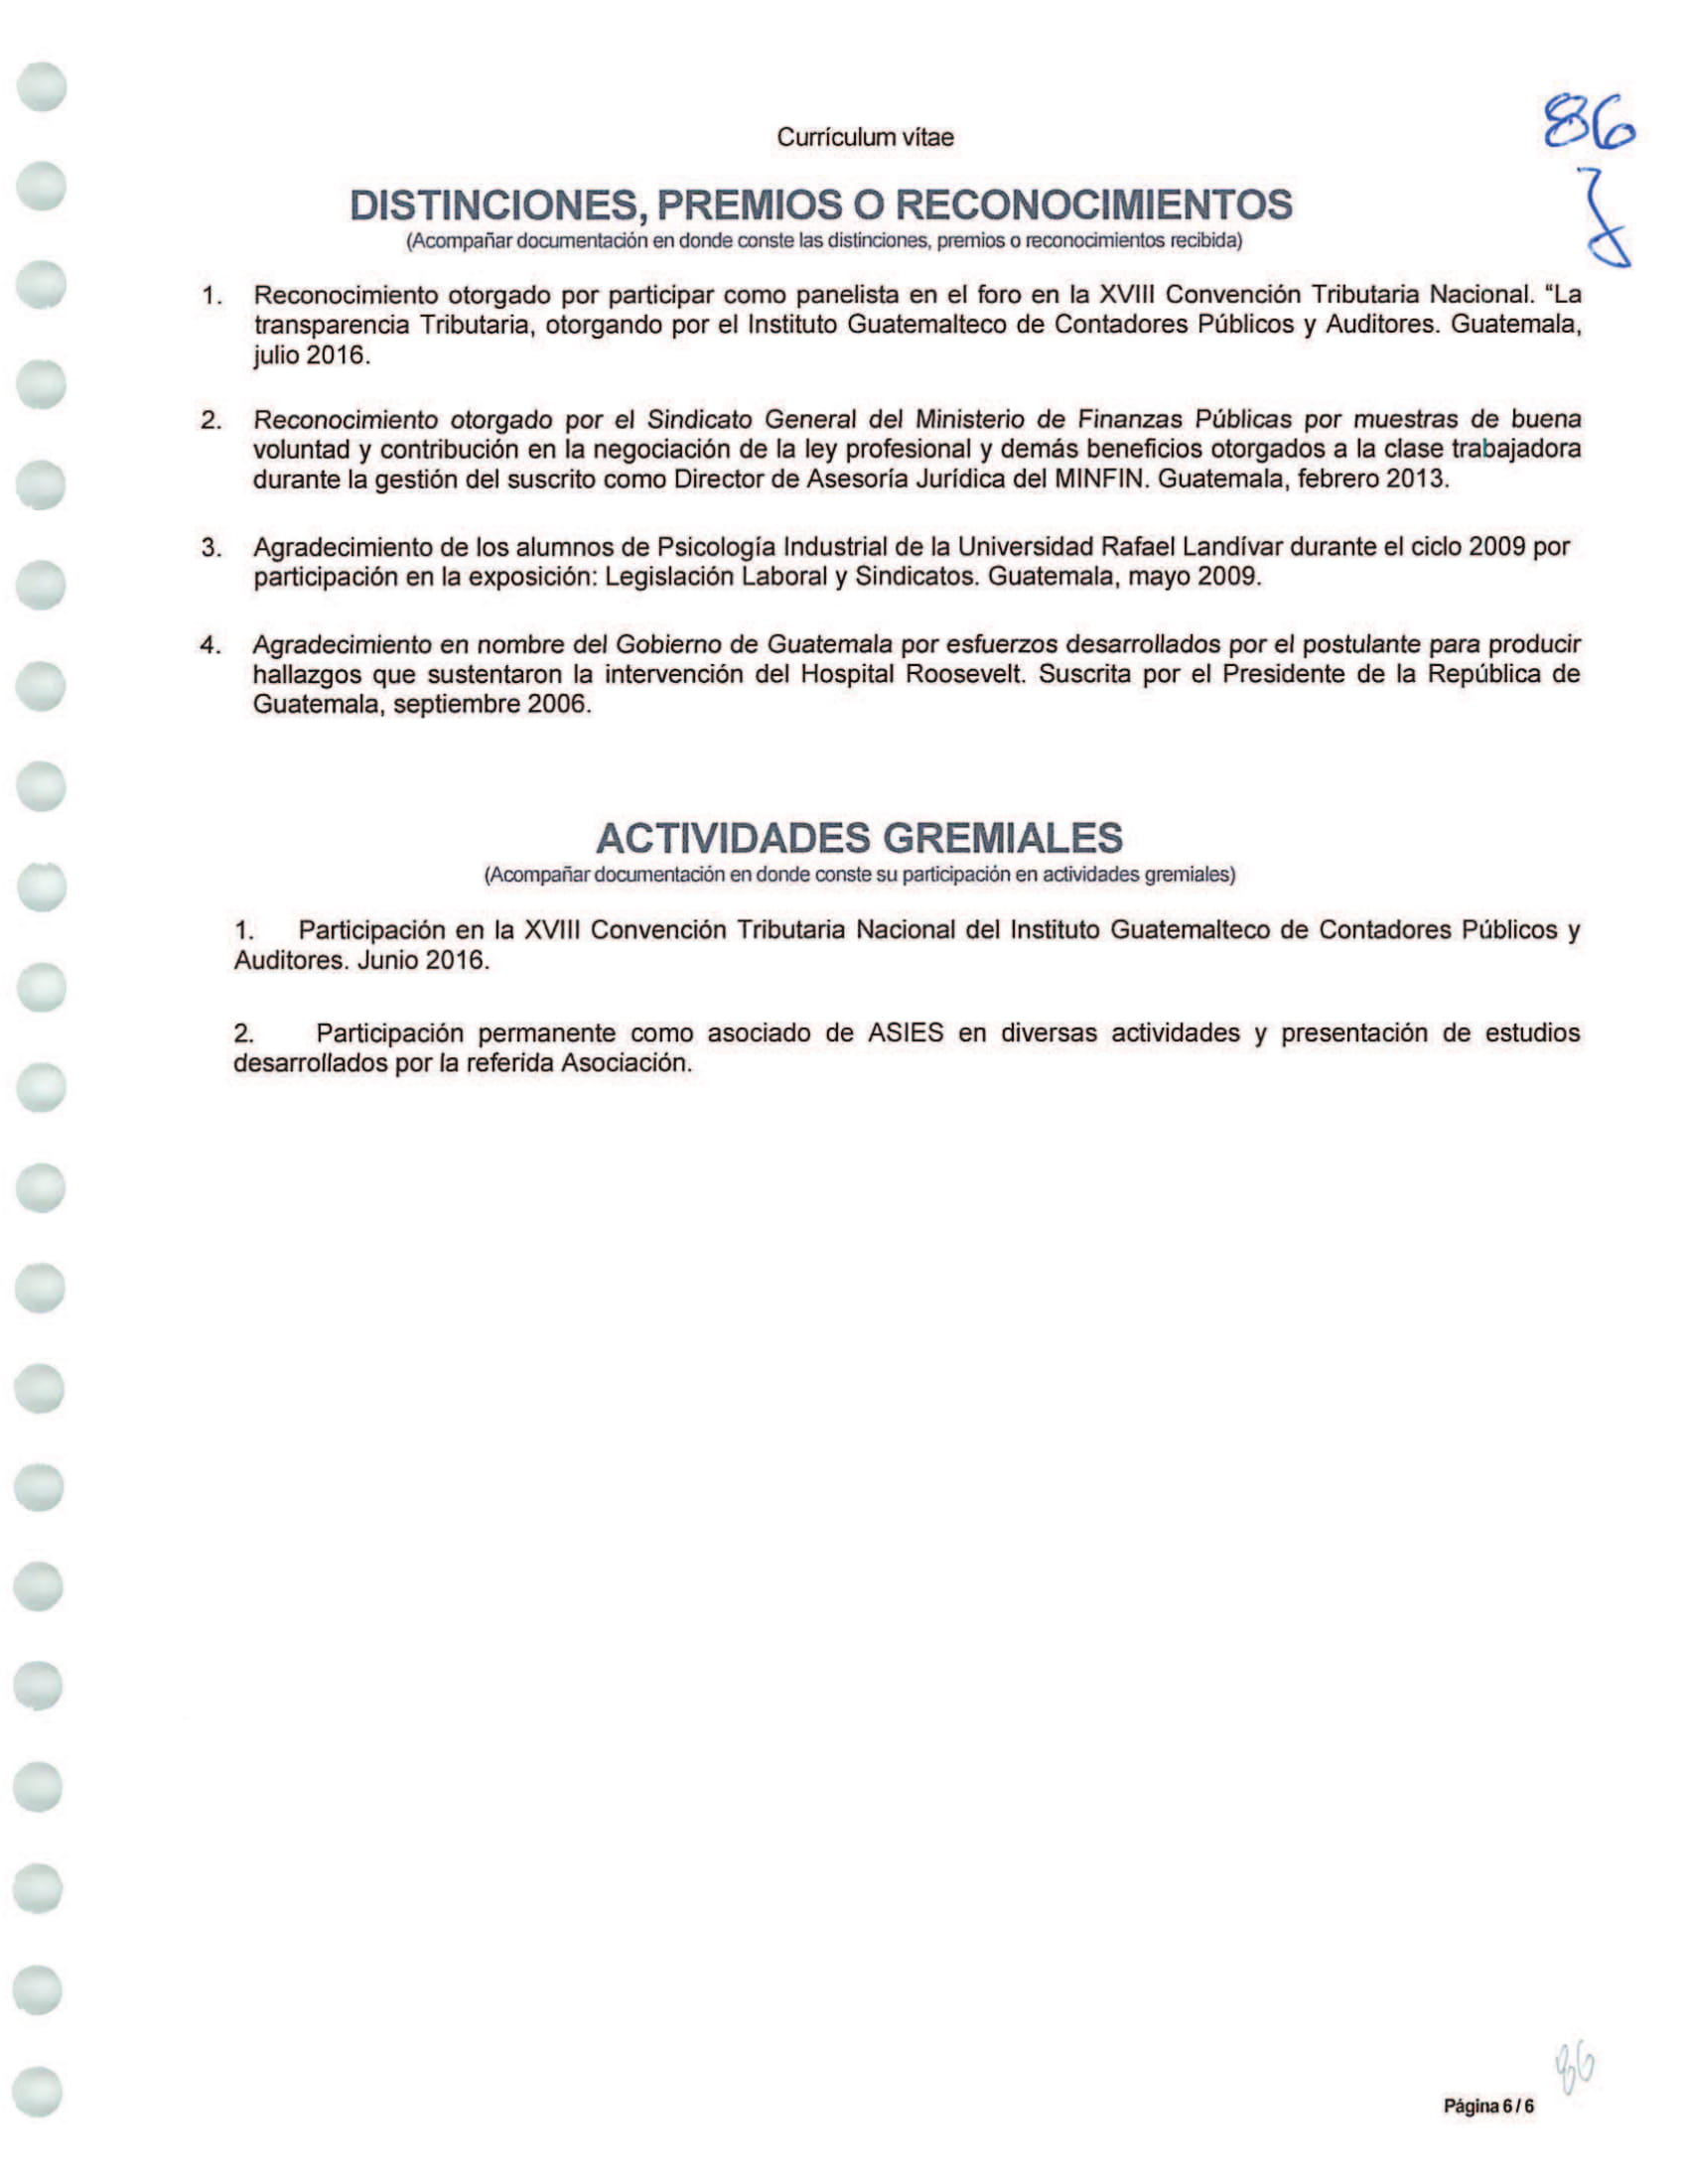 86
Currículum vítae
DISTINCIONES, PREMIOS O RECONOCIMIENTOS
(Acompañar documentación en donde conste las distinciones, premios o reconocimientos recibida)
1. Reconocimiento otorgado por participar como panelista en el foro en la XVIII Convención Tributaria Nacional. “La
transparencia Tributaria, otorgando por el Instituto Guatemalteco de Contadores Públicos y Auditores. Guatemala,
julio 2016.
2. Reconocimiento otorgado por el Sindicato General del Ministerio de Finanzas Públicas por muestras de buena
voluntad y contribución en la negociación de la ley profesional y demás beneficios otorgados a la clase trabajadora
durante la gestión del suscrito como Director de Asesoría Jurídica del MINFIN. Guatemala, febrero 2013.
3. Agradecimiento de los alumnos de Psicología Industrial de la Universidad Rafael Landívar durante el ciclo 2009 por
participación en la exposición: Legislación Laboral y Sindicatos. Guatemala, mayo 2009.
4. Agradecimiento en nombre del Gobierno de Guatemala por esfuerzos desarrollados por el postulante para producir
hallazgos que sustentaron la intervención del Hospital Roosevelt. Suscrita por el Presidente de la República de
Guatemala, septiembre 2006.
ACTIVIDADES GREMIALES
(Acompañar documentación en donde conste su participación en actividades gremiales)
1. Participación en la XVIII Convención Tributaria Nacional del Instituto Guatemalteco de Contadores Públicos y
Auditores. Junio 2016.
2. Participación permanente como asociado de ASIES en diversas actividades y presentación de estudios
desarrollados por la referida Asociación.
86
Página 6 / 6